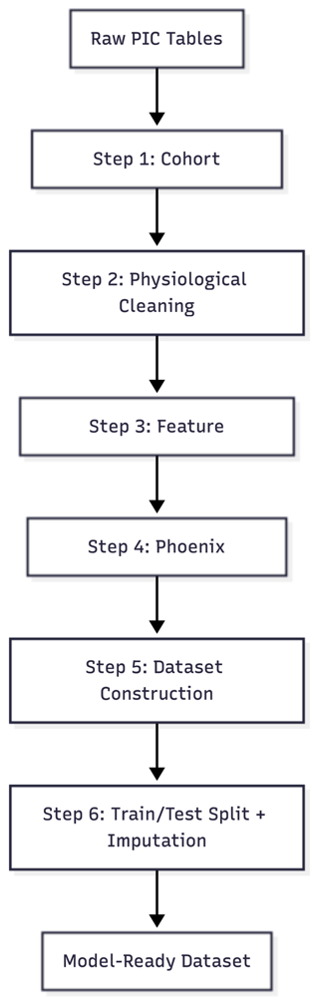 Raw PIC Tables
Step 1: Cohort
Step 2: Physiological
Cleaning
Step 3: Feature
Step 4: Phoenix
Step 5: Dataset
Construction
Step 6: Train/Test Split +
Imputation
Model-Ready Dataset